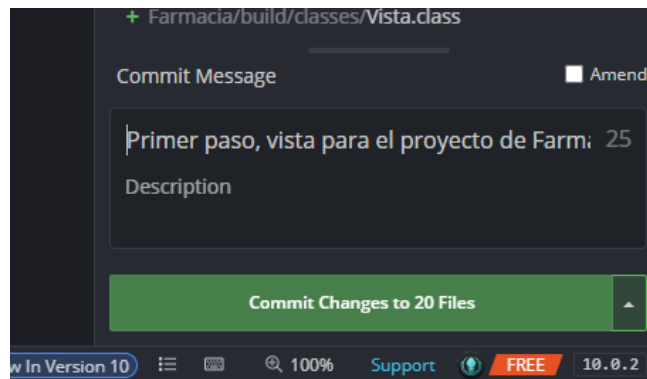 + Farmacia/build/classes/Vista.class
Commit Message
Amend
Primer paso, vista para el proyecto de Farm
25
Description
Commit Changes to 20 Files
w In Version 10
100%
Support
FREE
10.0.2